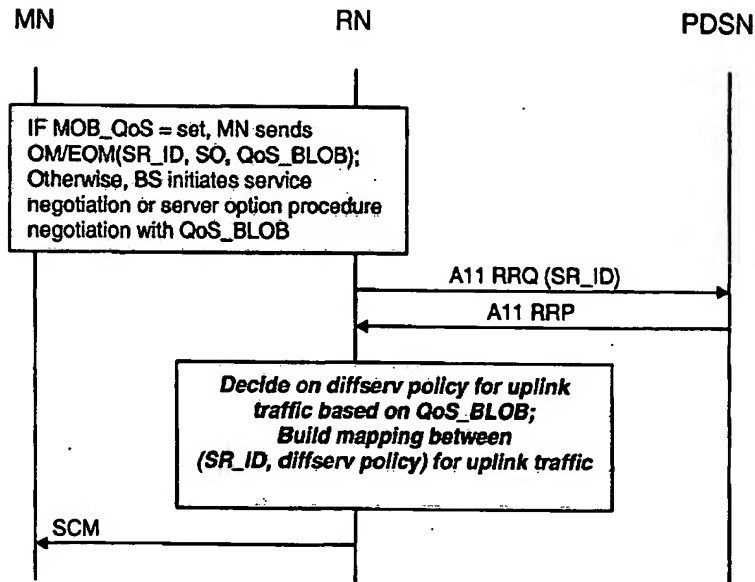 MN
RN
PDSN
IF MOB_QoS = set, MN sends
OM/EOM(SR_ID, SO, QoS_BLOB);
Otherwise, BS initiates service
negotiation or server option procedure
negotiation with QoS_BLOB
A11 RRQ (SR_ID)
A11 RRP
Decide on diffserv policy for uplink
traffic based on QoS_BLOB;
Build mapping between
(SR_ID, diffserv policy) for uplink traffic
SCM